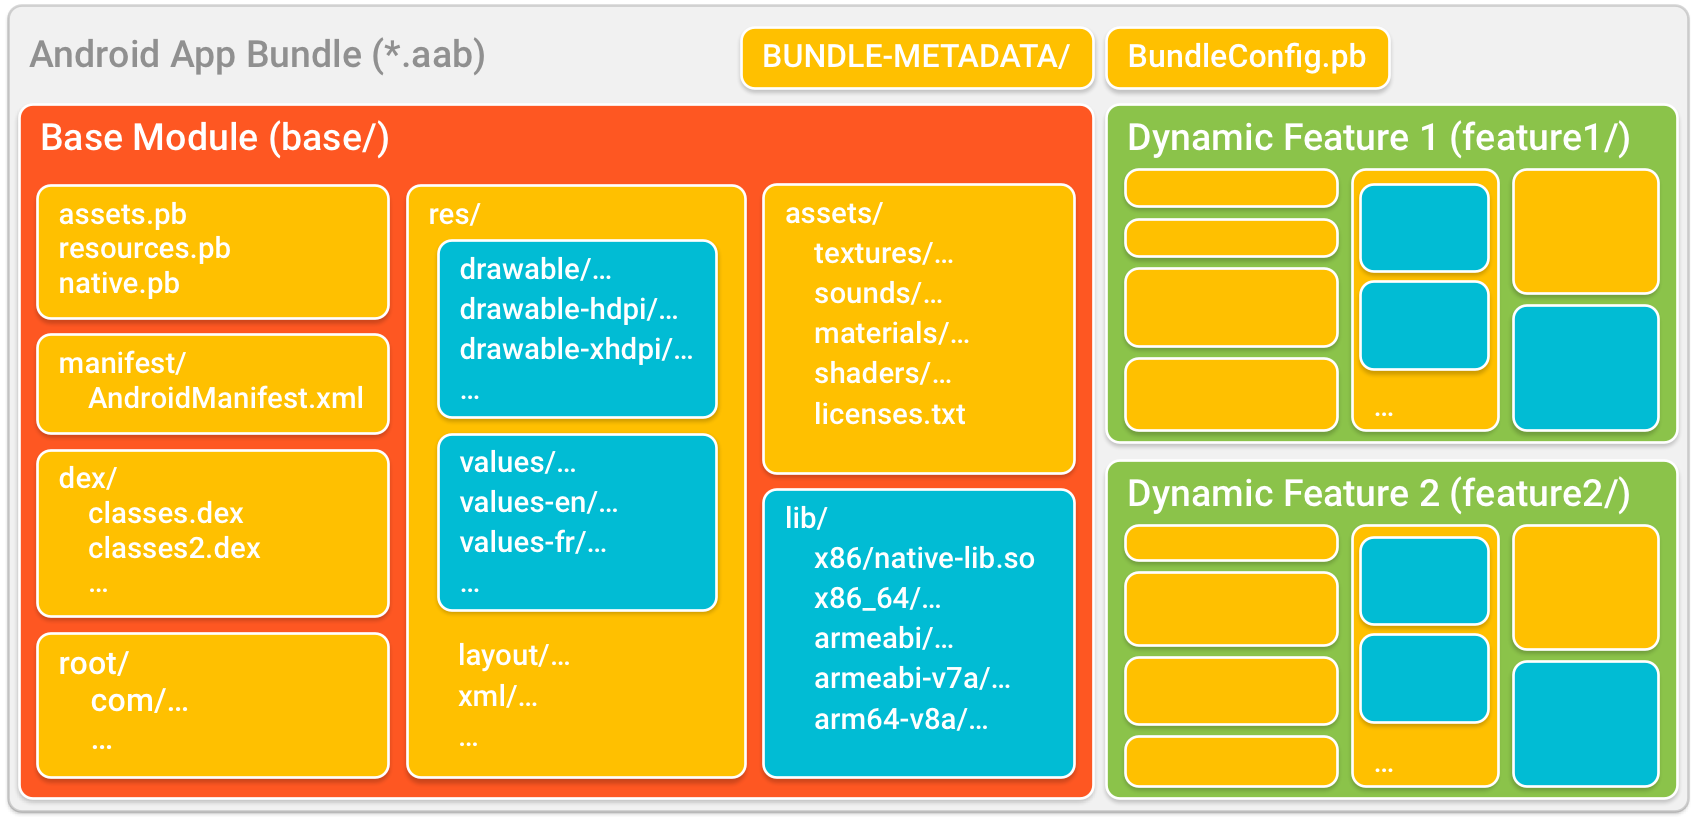 Android App Bundle (*.aab)
BUNDLE-METADATA/
BundleConfig.pb
Base Module (base/)
assets.pb
resources.pb
native.pb
manifest/
AndroidManifest.xml
dex/
classes.dex
classes2.dex
...
root/
com/...
...
res/
drawable/...
drawable-hdpi/...
drawable-xhdpi/...
...
values/...
values-en/...
values-fr/...
...
layout/...
xml/...
...
assets/
textures/...
sounds/...
materials/...
shaders/...
licenses.txt
lib/
x86/native-lib.so
x86_64/...
armeabi/...
armeabi-v7a/...
arm64-v8a/...
Dynamic Feature 1 (feature1/)
...
Dynamic Feature 2 (feature2/)
...